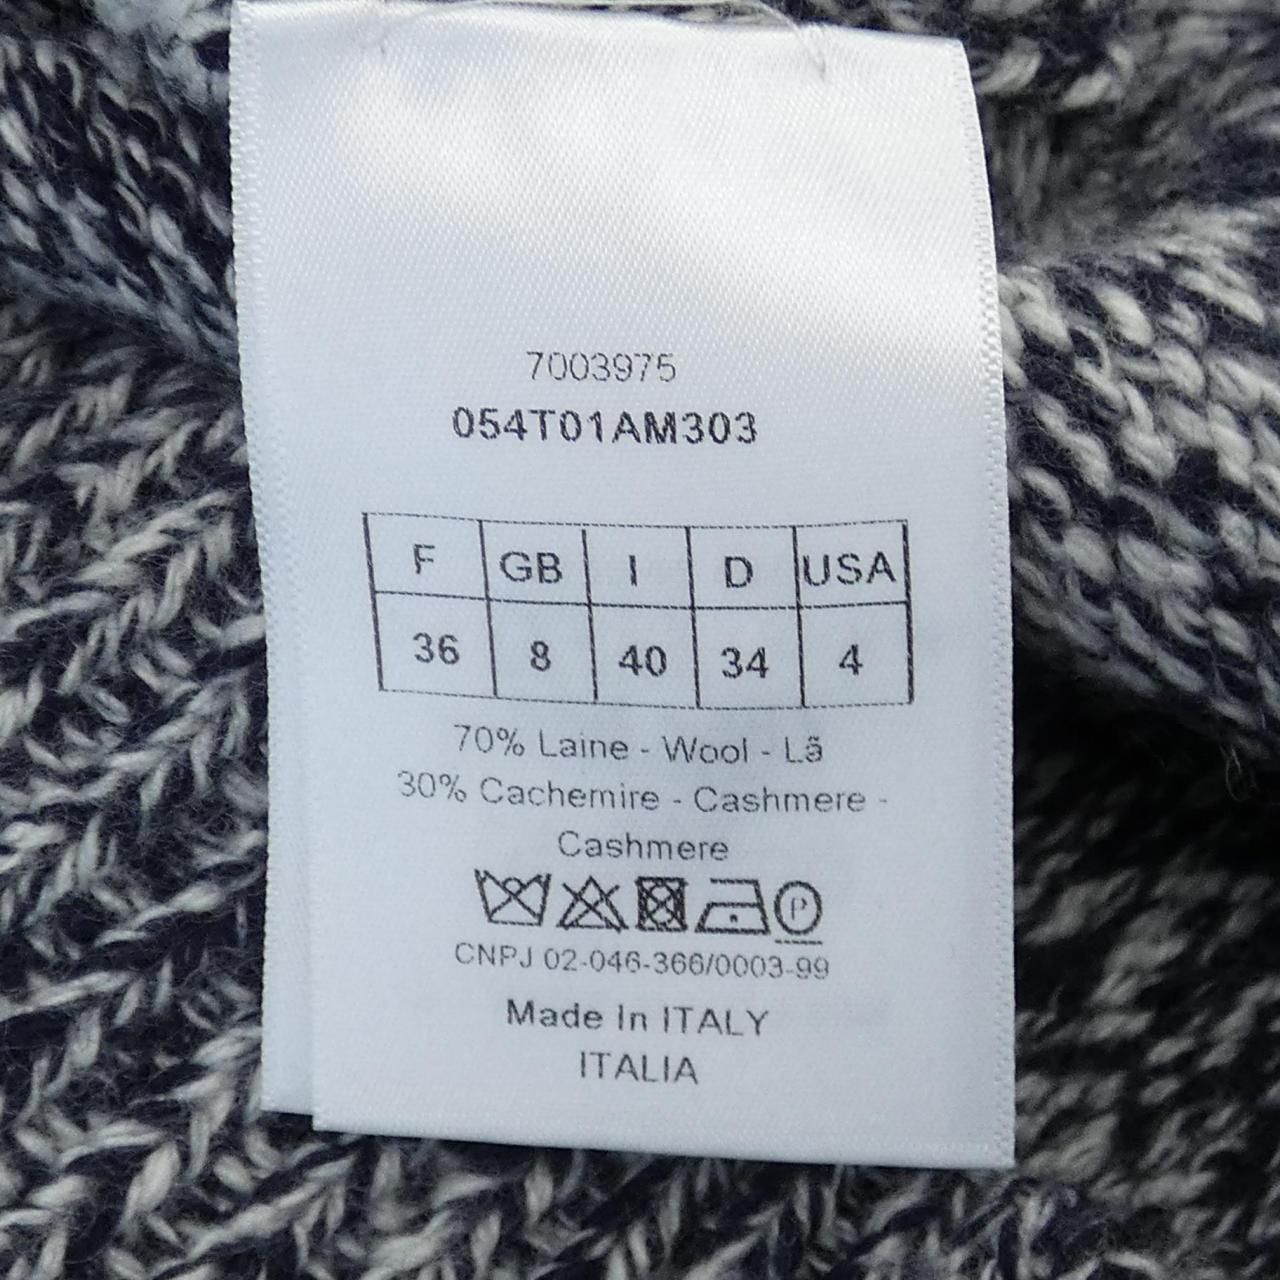 7003975
054T01AM303
F GB I D USA
36 8 40 34 4
70% Laine - Wool - Lã
30% Cachemire - Cashmere -
Cashmere
P
CNPJ 02-046-366/0003-99
Made In ITALY
ITALIA